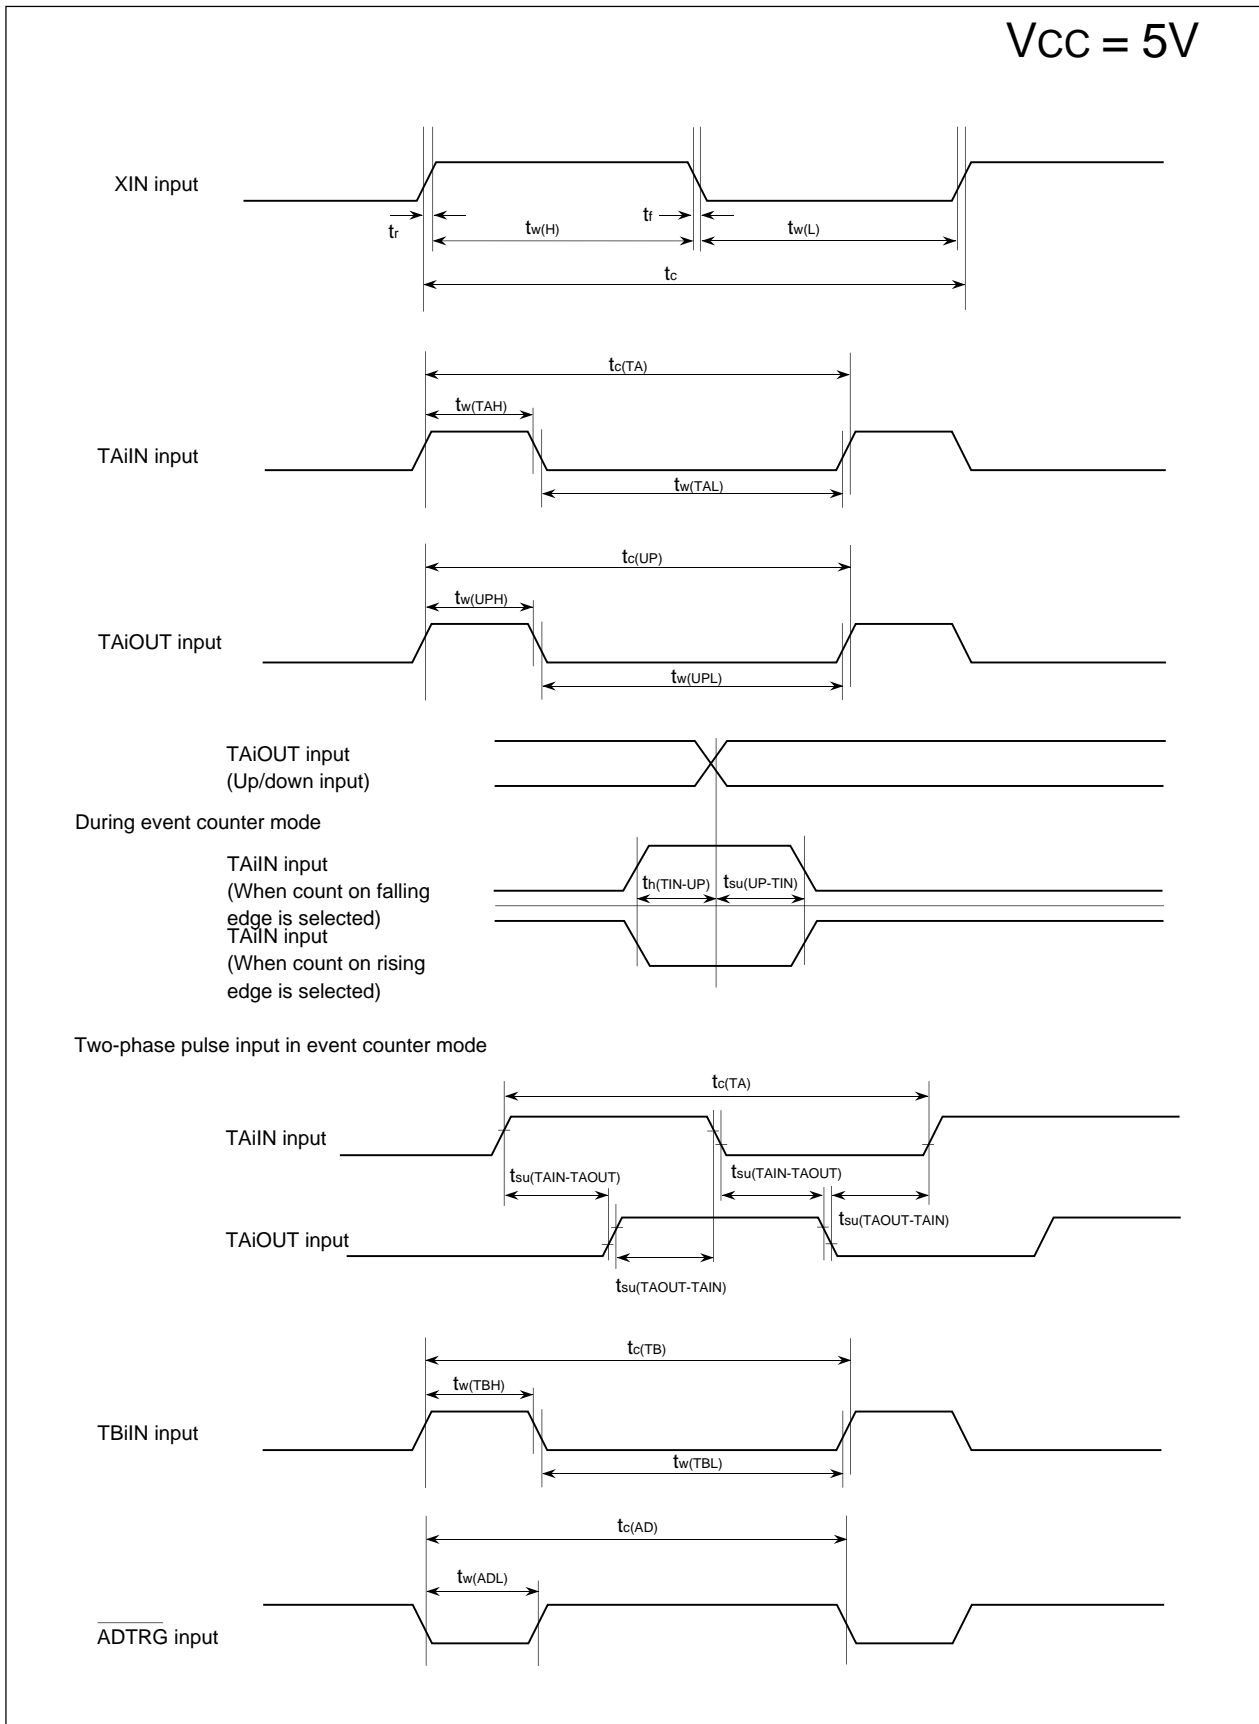 VCC = 5V
XIN input
tr
tw(H)
tf
tw(L)
tc
tc(TA)
tw(TAH)
TAiIN input
tw(TAL)
tc(UP)
tw(UPH)
TAiOUT input
tw(UPL)
TAiOUT input
(Up/down input)
During event counter mode
TAiIN input
(When count on falling
edge is selected)
th(TIN-UP)
tsu(UP-TIN)
TAiIN input
(When count on rising
edge is selected)
Two-phase pulse input in event counter mode
tc(TA)
TAiIN input
tsu(TAIN-TAOUT)
tsu(TAIN-TAOUT)
tsu(TAOUT-TAIN)
TAiOUT input
tsu(TAOUT-TAIN)
tc(TB)
tw(TBH)
TBiIN input
tw(TBL)
tc(AD)
tw(ADL)
ADTRG input